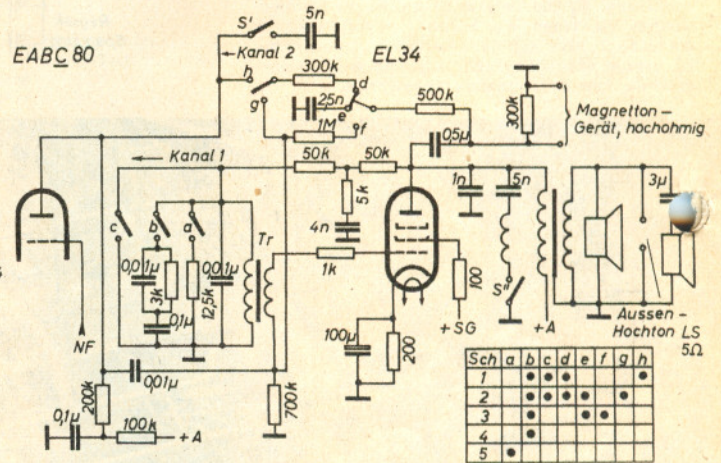 EABC 80
S'
5n
Kanal 2
EL34
h
300k
d
25n
e
g
1M
f
500k
0,5µ
300k
Magnetton-
Gerät, hochohmig
Kanal 1
50k
50k
5k
4n
1n
5n
3µ
c
b
a
0,01µ
3k
0,1µ
12,5k
0,01µ
Tr
1k
100
S"
+SG
+A
Aussen-
Hochton LS
5Ω
NF
100µ
200
200k
0,01µ
700k
0,1µ
100k
+A
Sch a b c d e f g h
1 ● ● ● ●
2 ● ● ● ● ●
3 ● ● ●
4 ●
5 ●